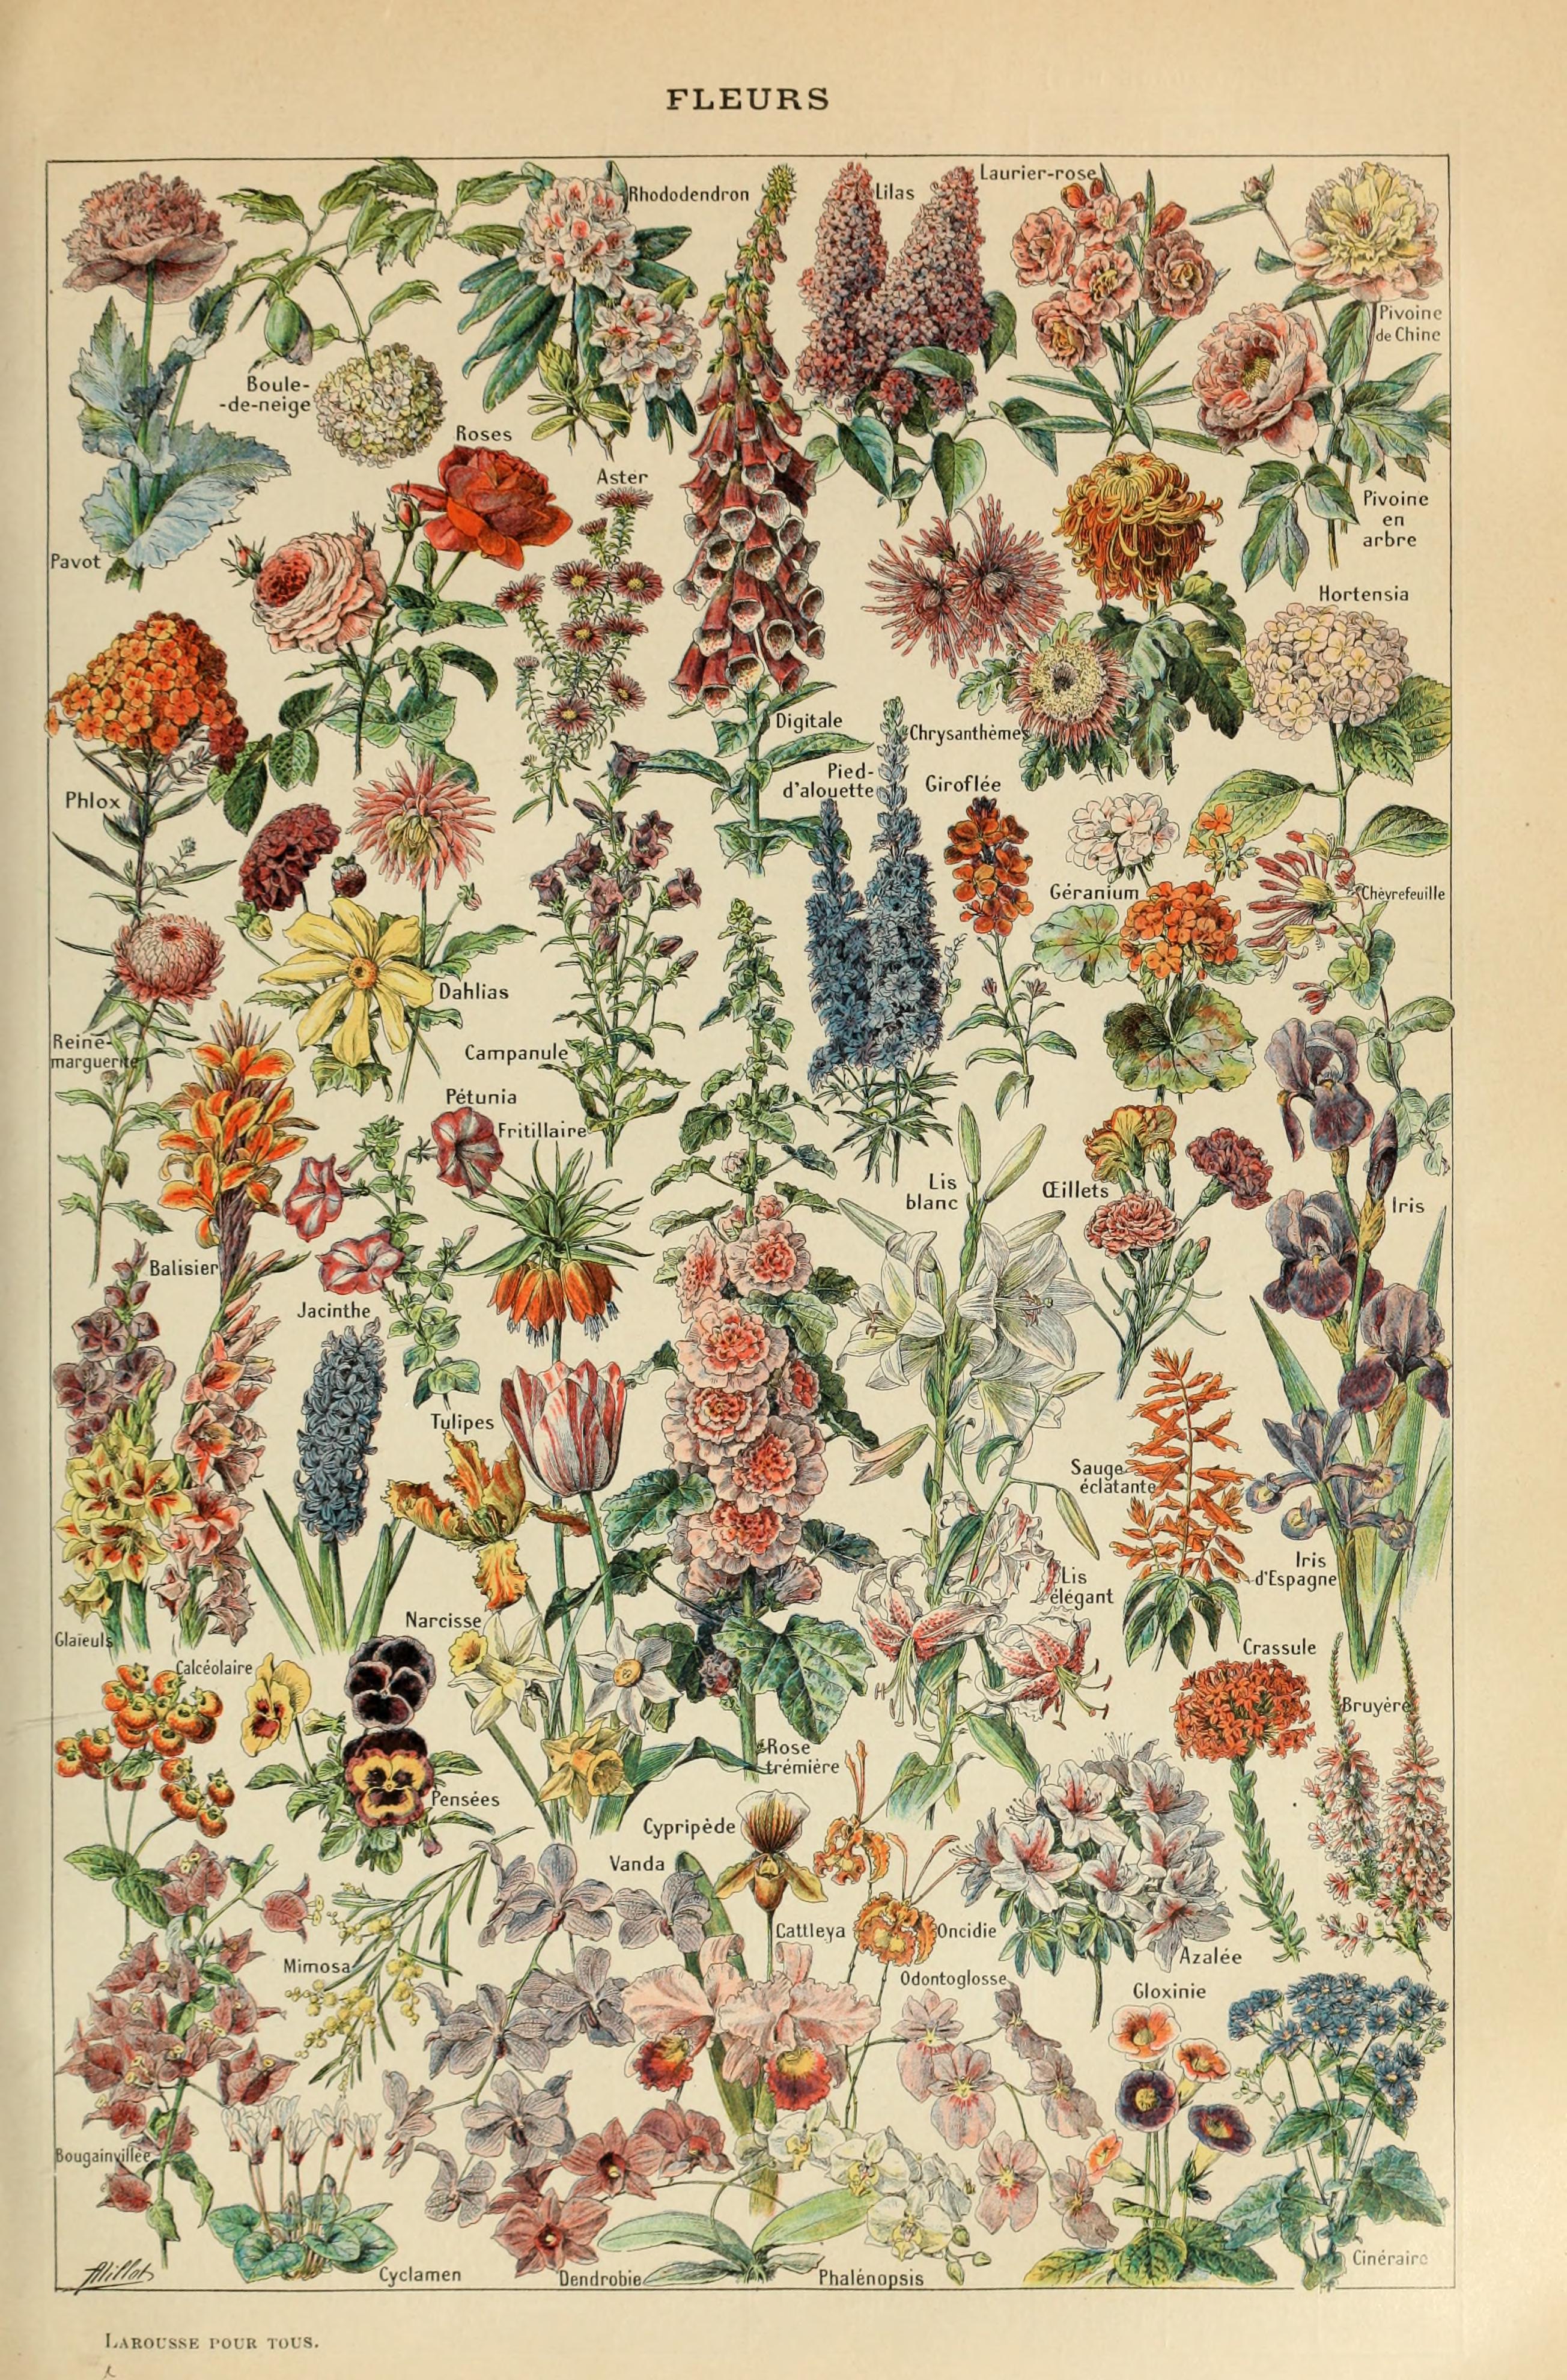 FLEURS
Rhododendron
Lilas
Laurier-rose
Pivoine
de Chine
Boule-
-de-neige
Roses
Aster
Pivoine
en
arbre
Pavot
Hortensia
Digitale
Chrysanthèmes
Pied-
d'alouette
Giroflée
Phlox
Géranium
Chèvrefeuille
Dahlias
Reine-
marguerite
Campanule
Pétunia
Fritillaire
Lis
blanc
Œillets
Iris
Balisier
Jacinthe
Tulipes
Sauge
éclatante
Iris
d'Espagne
Lis
élégant
Narcisse
Glaïeuls
Crassule
Calcéolaire
Bruyère
Rose
trémière
Pensées
Cypripède
Vanda
Cattleya
Oncidie
Azalée
Mimosa
Odontoglosse
Gloxinie
Bougainvillée
Cinéraire
Cyclamen
Dendrobie
Phalénopsis
Millot
LAROUSSE POUR TOUS.